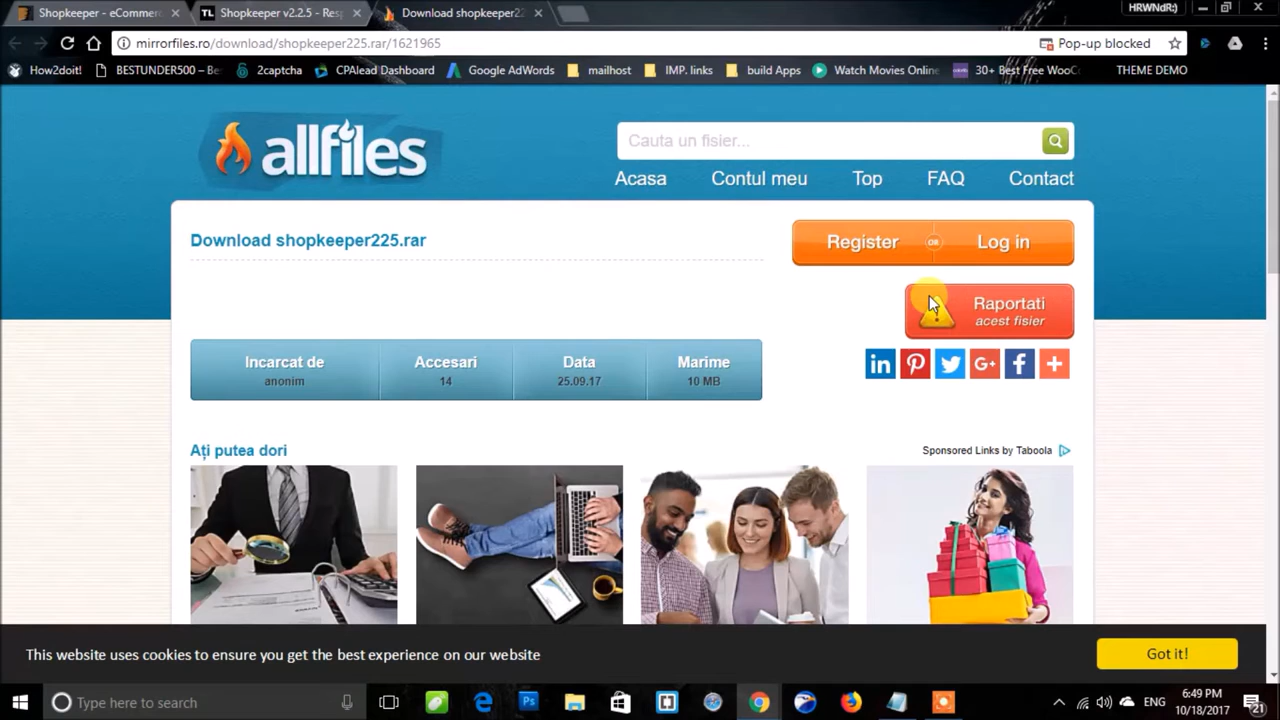 Shopkeeper - eCommerc
Shopkeeper v2.2.5 - Resp
Download shopkeeper22
HRWNdR:)
mirrorfiles.ro/download/shopkeeper225.rar/1621965
Pop-up blocked
How2doit!
BESTUNDER500 – Be
2captcha
CPAlead Dashboard
Google AdWords
mailhost
IMP. links
build Apps
Watch Movies Online
30+ Best Free WooCo
THEME DEMO
allfiles
Cauta un fisier...
Acasa
Contul meu
Top
FAQ
Contact
Download shopkeeper225.rar
Register OR Log in
Raportati
acest fisier
Incarcat de
anonim
Accesari
14
Data
25.09.17
Marime
10 MB
Ați putea dori
Sponsored Links by Taboola
This website uses cookies to ensure you get the best experience on our website
Got it!
Type here to search
ENG
6:49 PM
10/18/2017
21